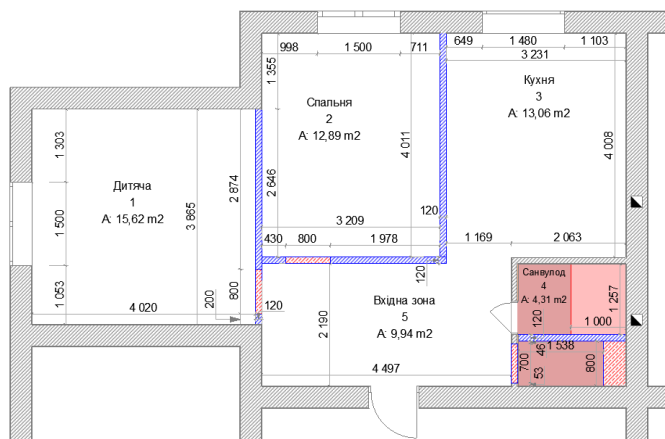 998 1 500 711 649 1 480 1 103
3 231
1 355
Кухня
3
A: 13,06 m2
Спальня
2
A: 12,89 m2
4 011
4 008
1 303
Дитяча
1
A: 15,62 m2
1 500
3 865
2 874
2 646
120
3 209
430 800 1 978
1 169 2 063
1 053
4 020
200
800
120
120
Вхідна зона
5
A: 9,94 m2
2 190
4 497
Санвулод
4
A: 4,31 m2
1 257
120
1 000
46
1 538
700
53
800